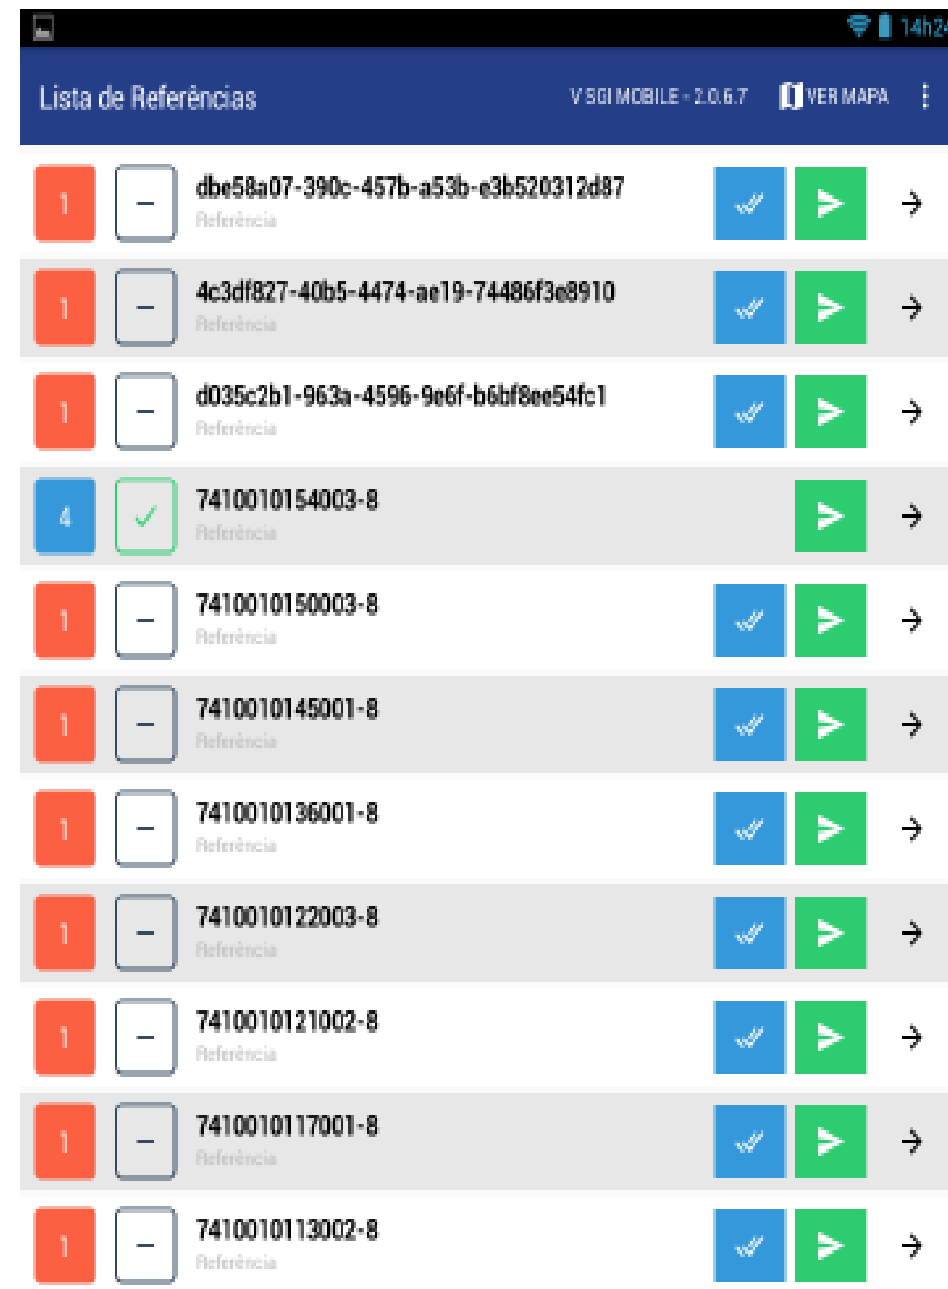 14h24
Lista de Referências V SGI MOBILE - 2.0.6.7 VER MAPA
1 dbe58a07-390c-457b-a53b-e3b520312d87
Referência
1 4c3df827-40b5-4474-ae19-74486f3e8910
Referência
1 d035c2b1-963a-4596-9e6f-b6bf8ee54fc1
Referência
4 7410010154003-8
Referência
1 7410010150003-8
Referência
1 7410010145001-8
Referência
1 7410010136001-8
Referência
1 7410010122003-8
Referência
1 7410010121002-8
Referência
1 7410010117001-8
Referência
1 7410010113002-8
Referência